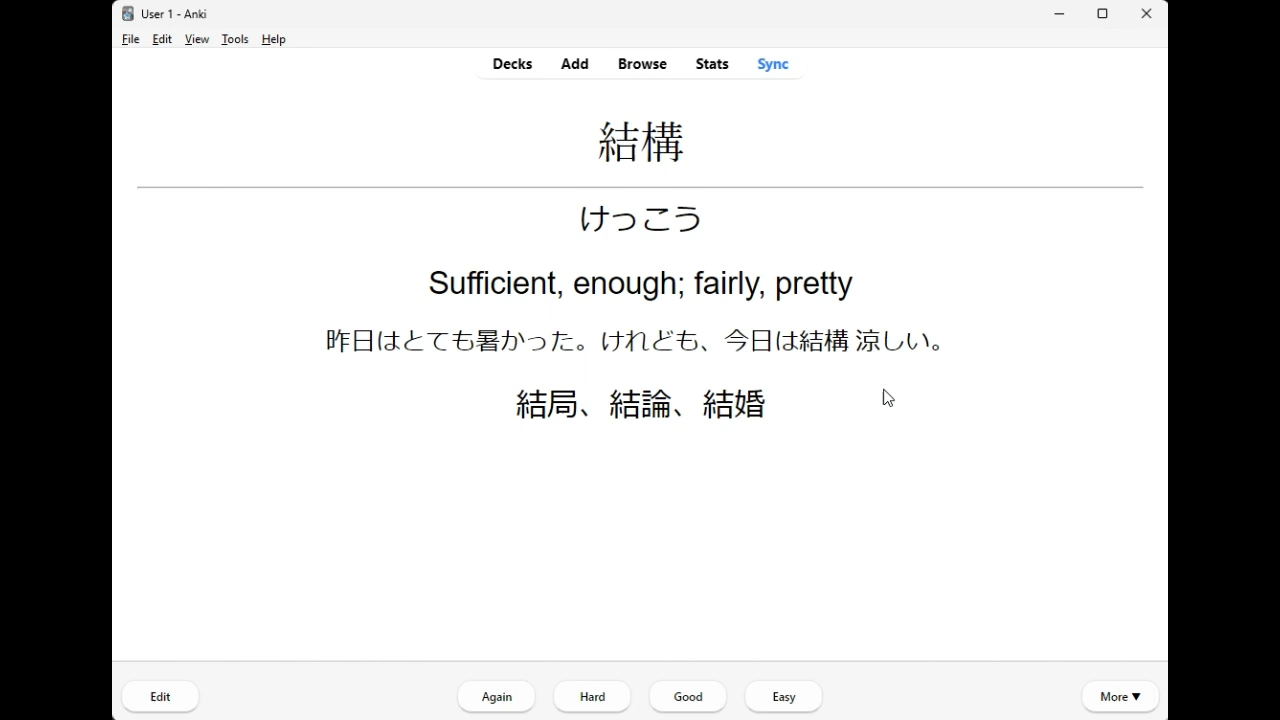 User 1 - Anki
File Edit View Tools Help
Decks Add Browse Stats Sync
結構
けっこう
Sufficient, enough; fairly, pretty
昨日はとても暑かった。けれども、今日は結構 涼しい。
結局、結論、結婚
Edit Again Hard Good Easy More ▼